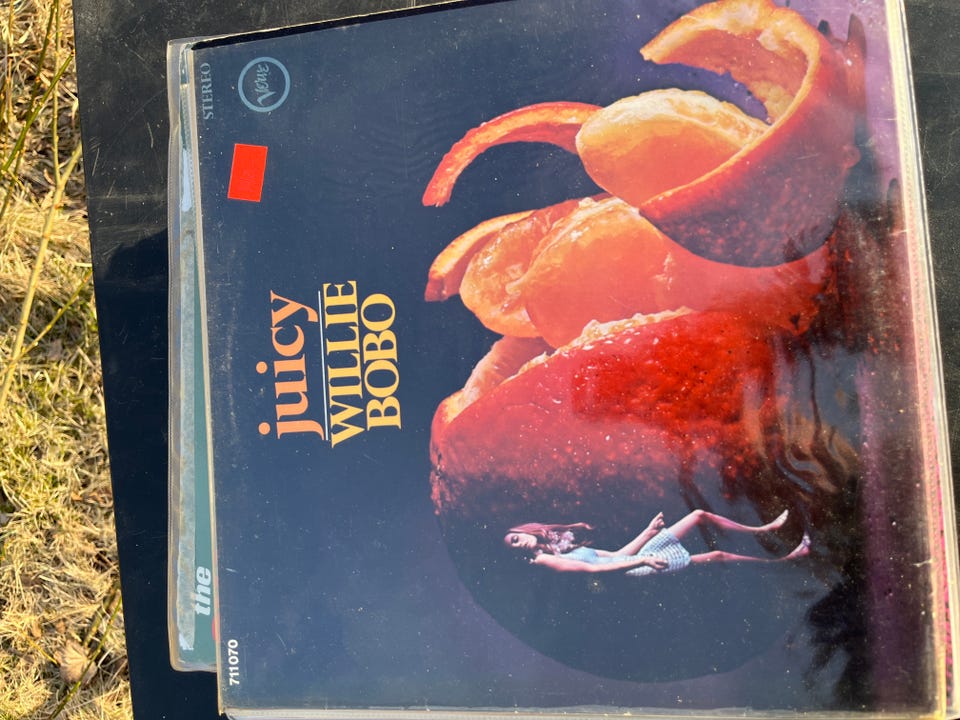 STEREO
Verve
juicy
WILLIE
BOBO
711070
the